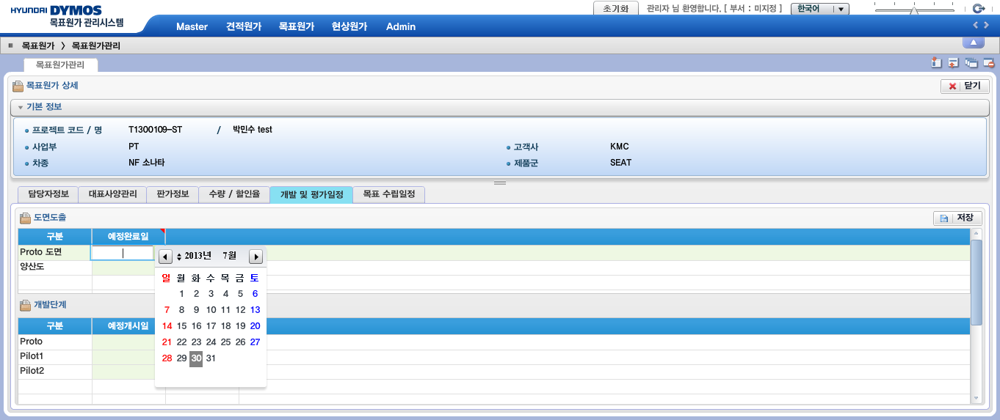 HYUNDAI DYMOS
목표원가 관리시스템
초기화 관리자 님 환영합니다. [ 부서 : 미지정 ] 한국어
Master 견적원가 목표원가 현상원가 Admin
목표원가 > 목표원가관리
목표원가관리
목표원가 상세 닫기
기본 정보
프로젝트 코드 / 명 T1300109-ST / 박민수 test
사업부 PT 고객사 KMC
차종 NF 소나타 제품군 SEAT
담당자정보 대표사양관리 판가정보 수량 / 할인율 개발 및 평가일정 목표 수립일정
도면도출 저장
구분 예정완료일
Proto 도면
양산도
2013년 7월
일 월 화 수 목 금 토
1 2 3 4 5 6
7 8 9 10 11 12 13
14 15 16 17 18 19 20
21 22 23 24 25 26 27
28 29 30 31
개발단계
구분 예정개시일
Proto
Pilot1
Pilot2